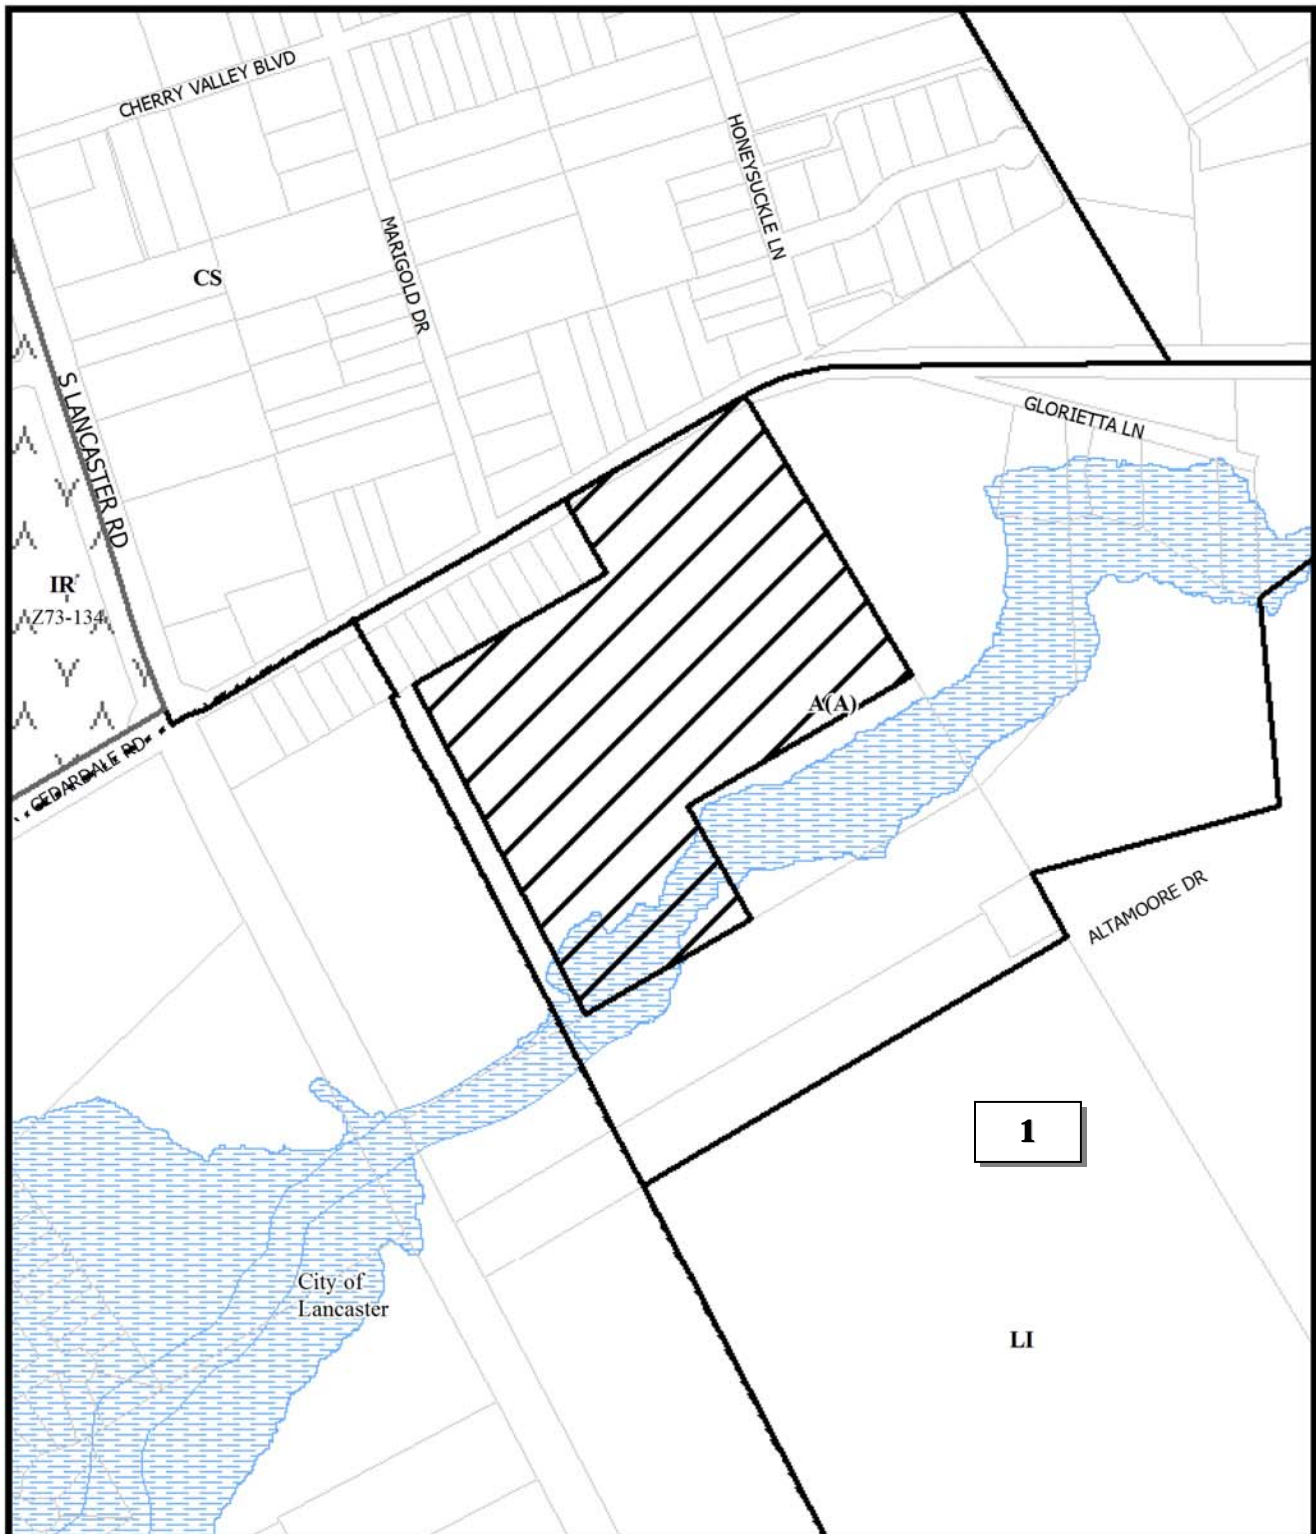 CHERRY VALLEY BLVD
HONEYSUCKLE LN
MARIGOLD DR
CS
S LANCASTER RD
GLORIETTA LN
IR
Z73-134
A(A)
CEDARDALE RD
ALTAMOORE DR
1
City of
Lancaster
LI